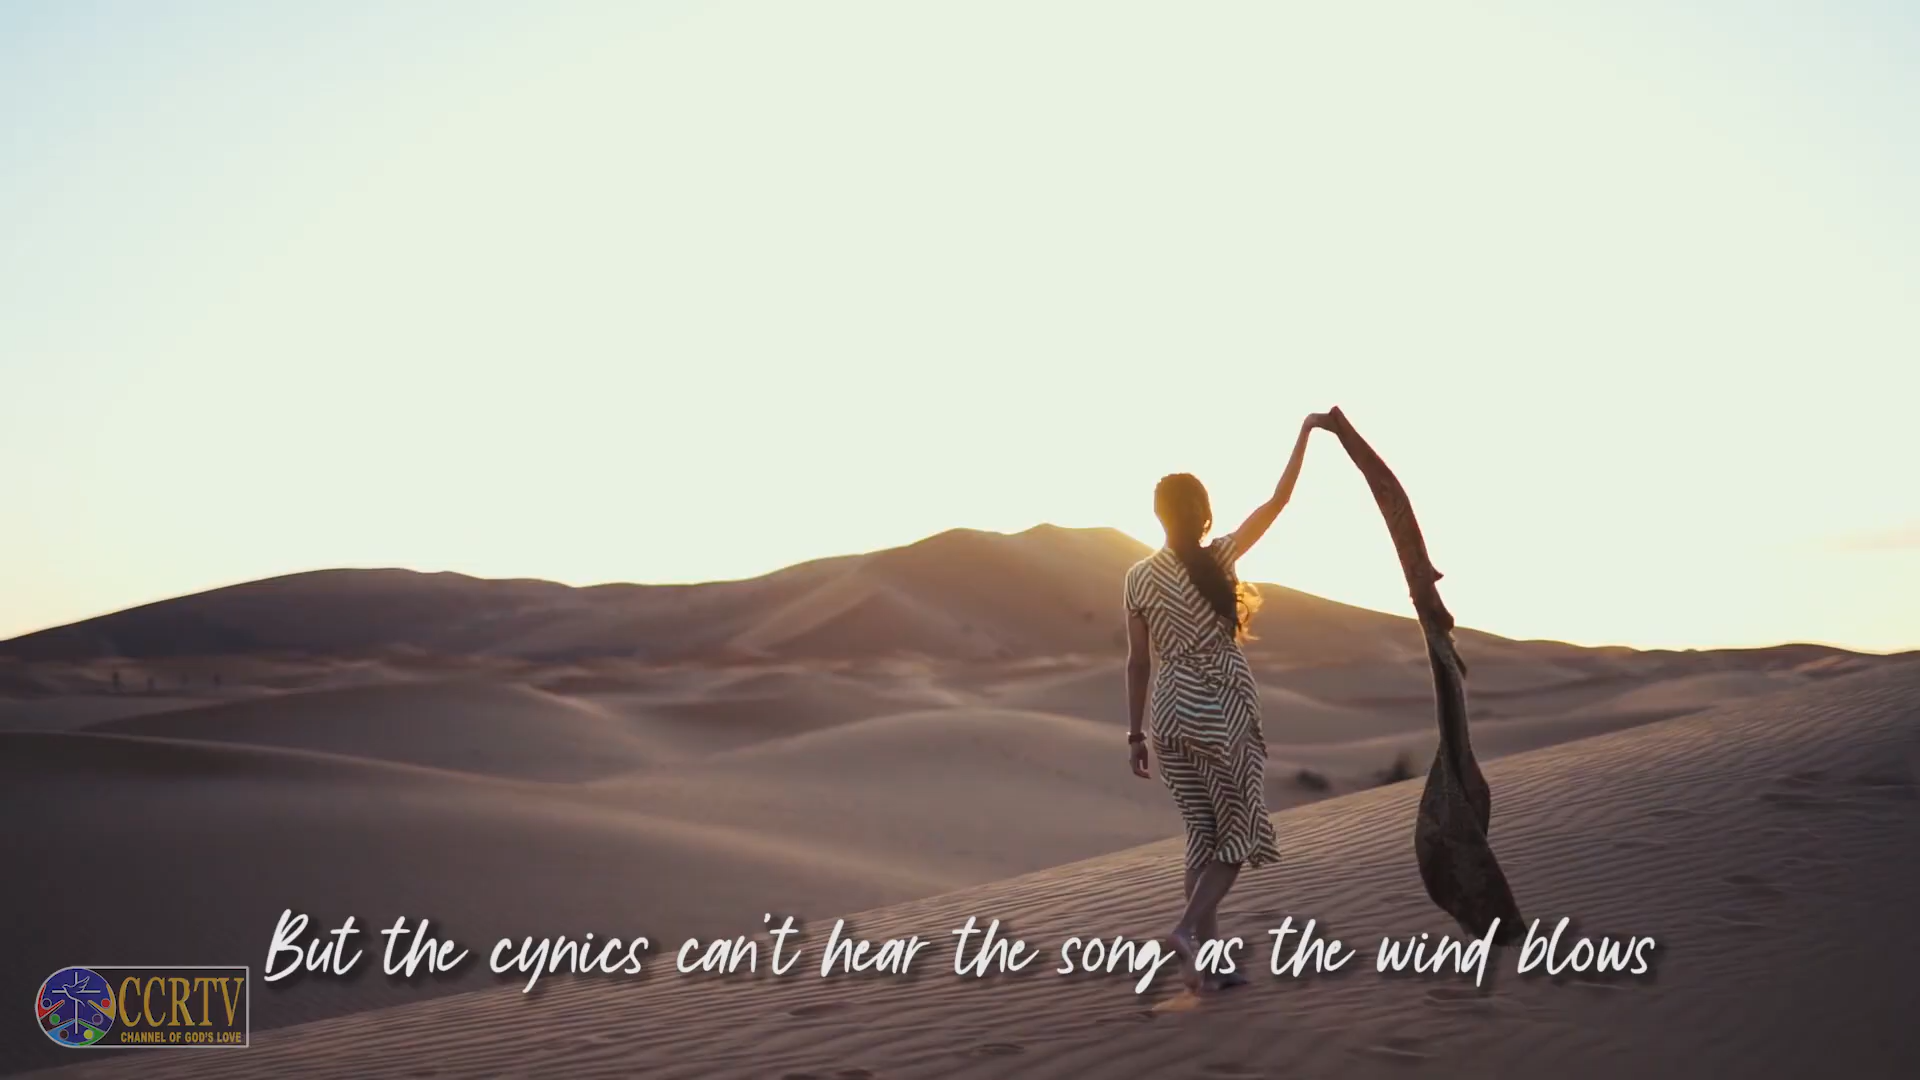 But the cynics can't hear the song as the wind blows
CCRTV
CHANNEL OF GOD'S LOVE